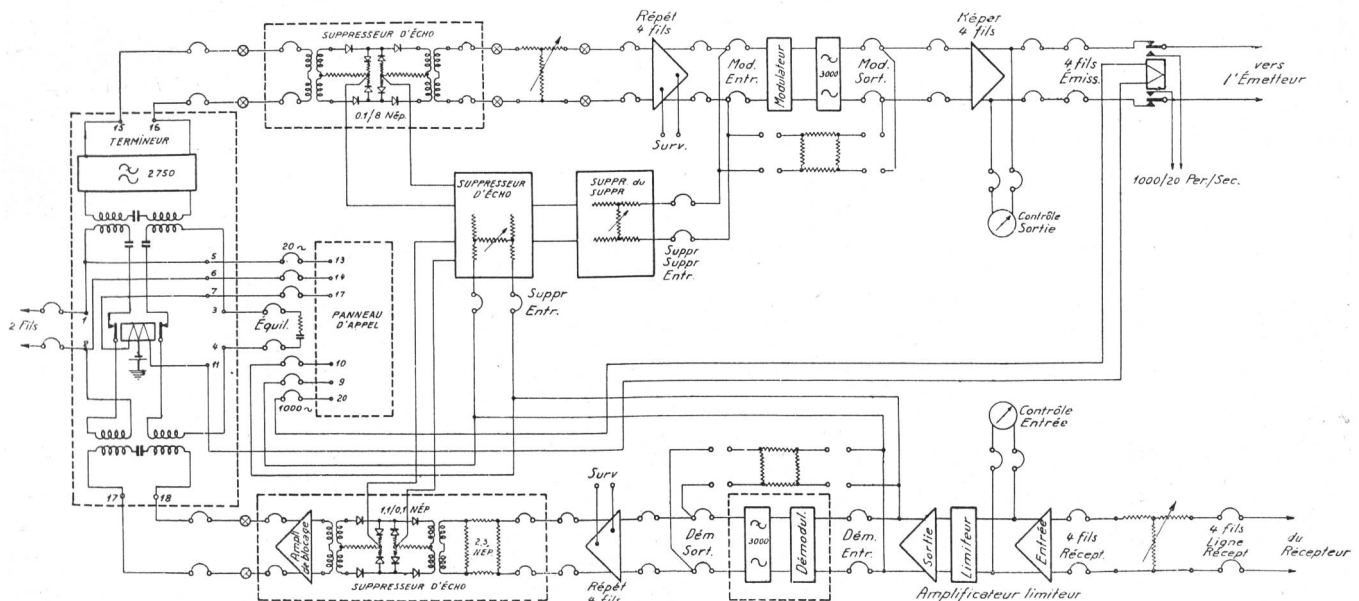 SUPPRESSEUR D'ÉCHO
0.1/8 Nép.
Répét
4 fils
Surv.
Mod.
Entr.
Modulateur
3000
Mod.
Sort.
Répét
4 fils
4 fils
Émiss.
vers
l'Émetteur
1000/20 Per./Sec.
Contrôle
Sortie
15
16
TERMINEUR
2750
SUPPRESSEUR
D'ÉCHO
SUPPR. du
SUPPR
Suppr
Suppr
Entr.
Suppr
Entr.
2 Fils
1
2
5
6
7
3
4
11
20~
Équil.
1000~
13
14
17
PANNEAU
D'APPEL
10
9
20
17
18
Ampli
de blocage
1,1/0,1 NÉP
2,3
NÉP
SUPPRESSEUR D'ÉCHO
Surv
Répét
4 fils
Dém
Sort.
3000
Démodul.
Dém.
Entr.
Sortie
Limiteur
Entrée
Amplificateur limiteur
Contrôle
Entrée
4 fils
Récept.
4 fils
Ligne
Récept
du
Récepteur